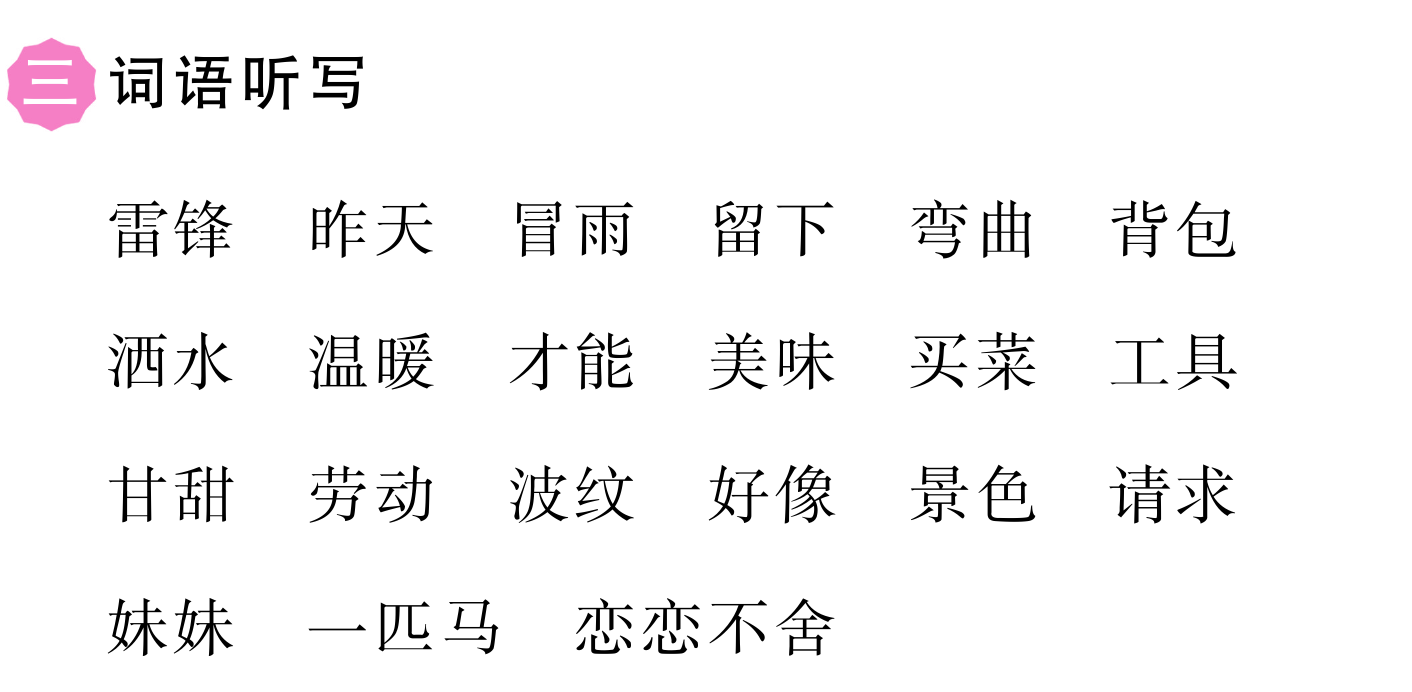 三 词语听写
雷锋 昨天 冒雨 留下 弯曲 背包
洒水 温暖 才能 美味 买菜 工具
甘甜 劳动 波纹 好像 景色 请求
妹妹 一匹马 恋恋不舍